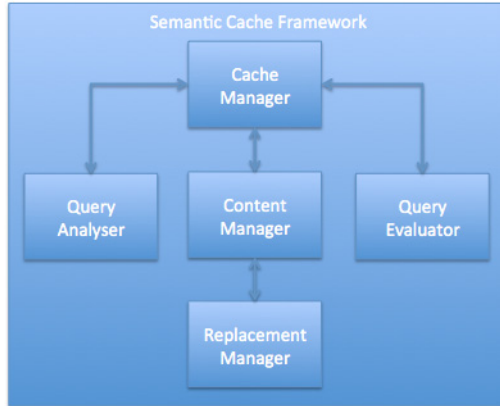 Semantic Cache Framework
Cache
Manager
Query
Analyser
Content
Manager
Query
Evaluator
Replacement
Manager